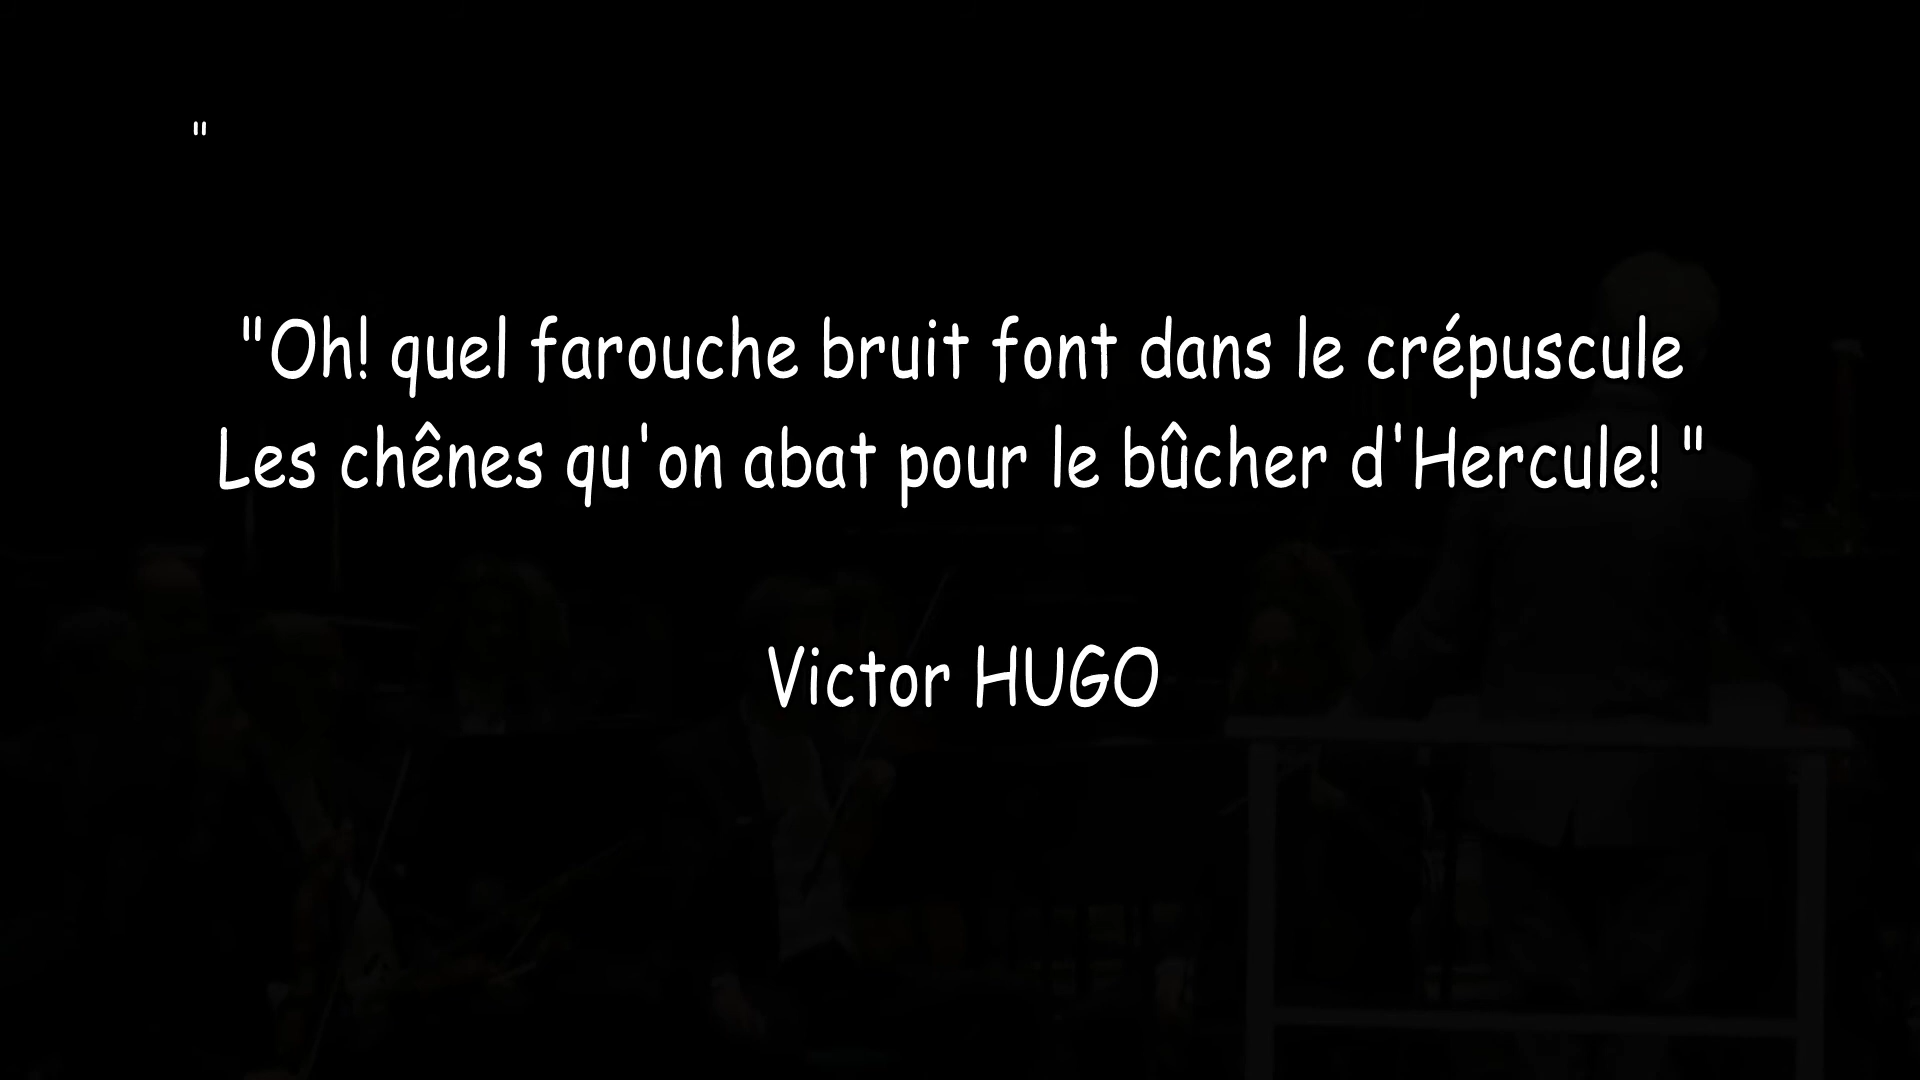 "
"Oh! quel farouche bruit font dans le crépuscule
Les chênes qu'on abat pour le bûcher d'Hercule! "
Victor HUGO